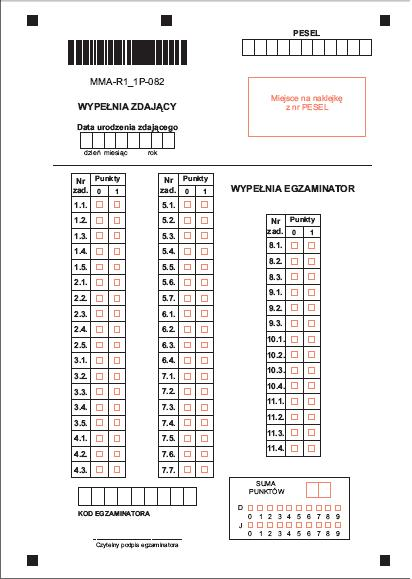 PESEL
MMA-R1_1P-082
WYPEŁNIA ZDAJĄCY
Miejsce na naklejkę
z nr PESEL
Data urodzenia zdającego
dzień miesiąc rok
WYPEŁNIA EGZAMINATOR
Nr zad. Punkty
0 1
1.1.
1.2.
1.3.
1.4.
1.5.
2.1.
2.2.
2.3.
2.4.
2.5.
3.1.
3.2.
3.3.
3.4.
3.5.
4.1.
4.2.
4.3.
Nr zad. Punkty
0 1
5.1.
5.2.
5.3.
5.4.
5.5.
5.6.
5.7.
6.1.
6.2.
6.3.
6.4.
7.1.
7.2.
7.3.
7.4.
7.5.
7.6.
7.7.
Nr zad. Punkty
0 1
8.1.
8.2.
8.3.
9.1.
9.2.
9.3.
10.1.
10.2.
10.3.
10.4.
11.1.
11.2.
11.3.
11.4.
KOD EGZAMINATORA
Czytelny podpis egzaminatora
SUMA
PUNKTÓW
D
0 1 2 3 4 5 6 7 8 9
J
0 1 2 3 4 5 6 7 8 9